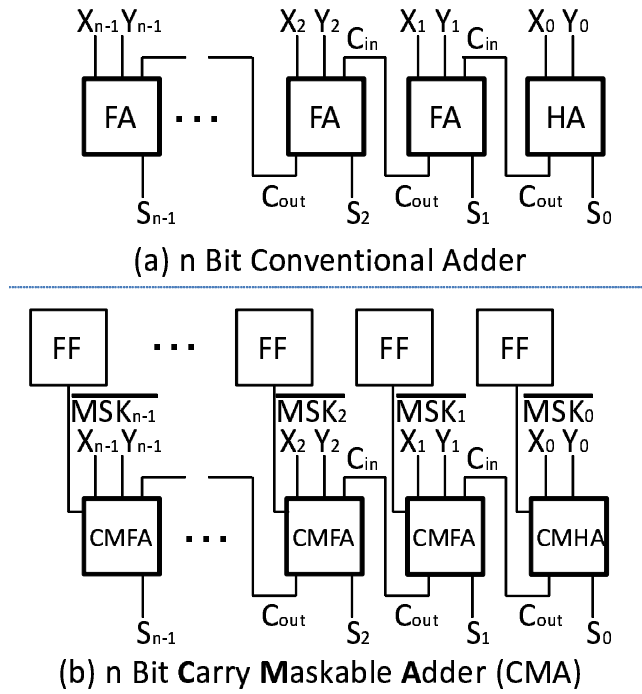 Xn-1 Yn-1 X2 Y2 Cin X1 Y1 Cin X0 Y0
FA ... FA FA HA
Cout Cout Cout
Sn-1 S2 S1 S0
(a) n Bit Conventional Adder
FF ... FF FF FF
MSKn-1 MSK2 MSK1 MSK0
Xn-1 Yn-1 X2 Y2 Cin X1 Y1 Cin X0 Y0
CMFA ... CMFA CMFA CMHA
Cout Cout Cout
Sn-1 S2 S1 S0
(b) n Bit Carry Maskable Adder (CMA)